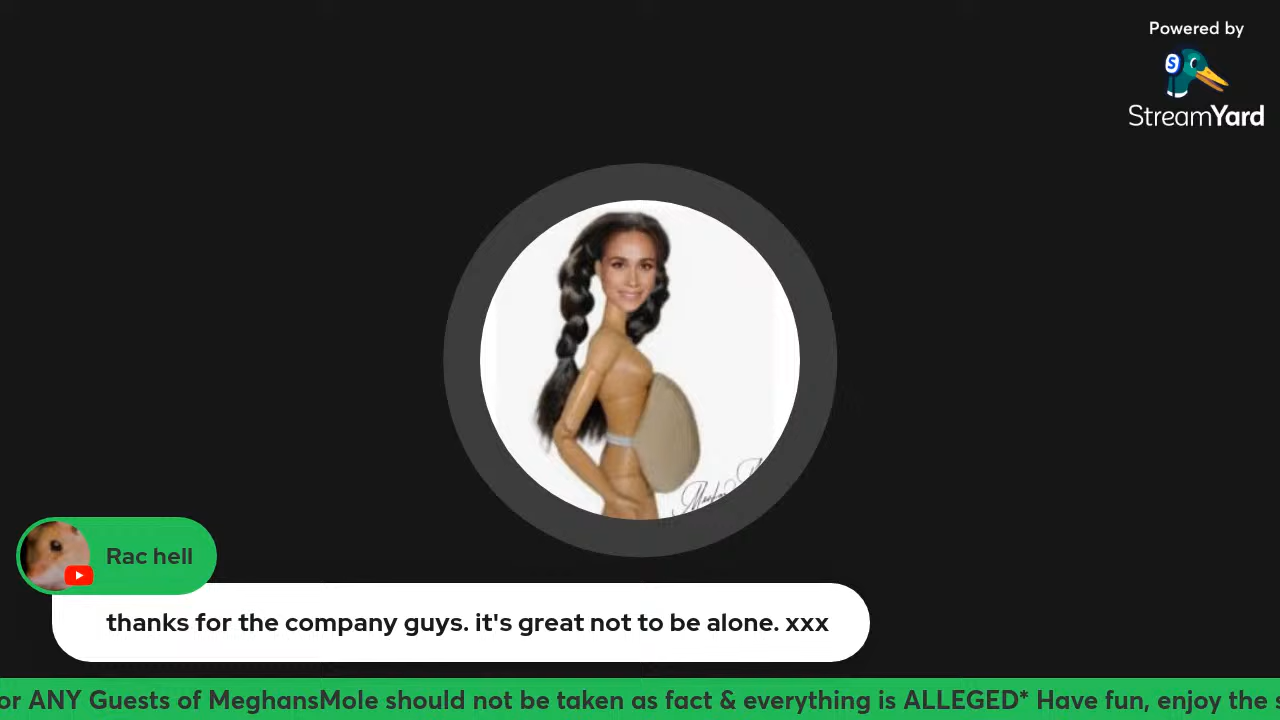 Powered by
S
StreamYard
Rac hell
thanks for the company guys. it's great not to be alone. xxx
or ANY Guests of MeghansMole should not be taken as fact & everything is ALLEGED* Have fun, enjoy the s